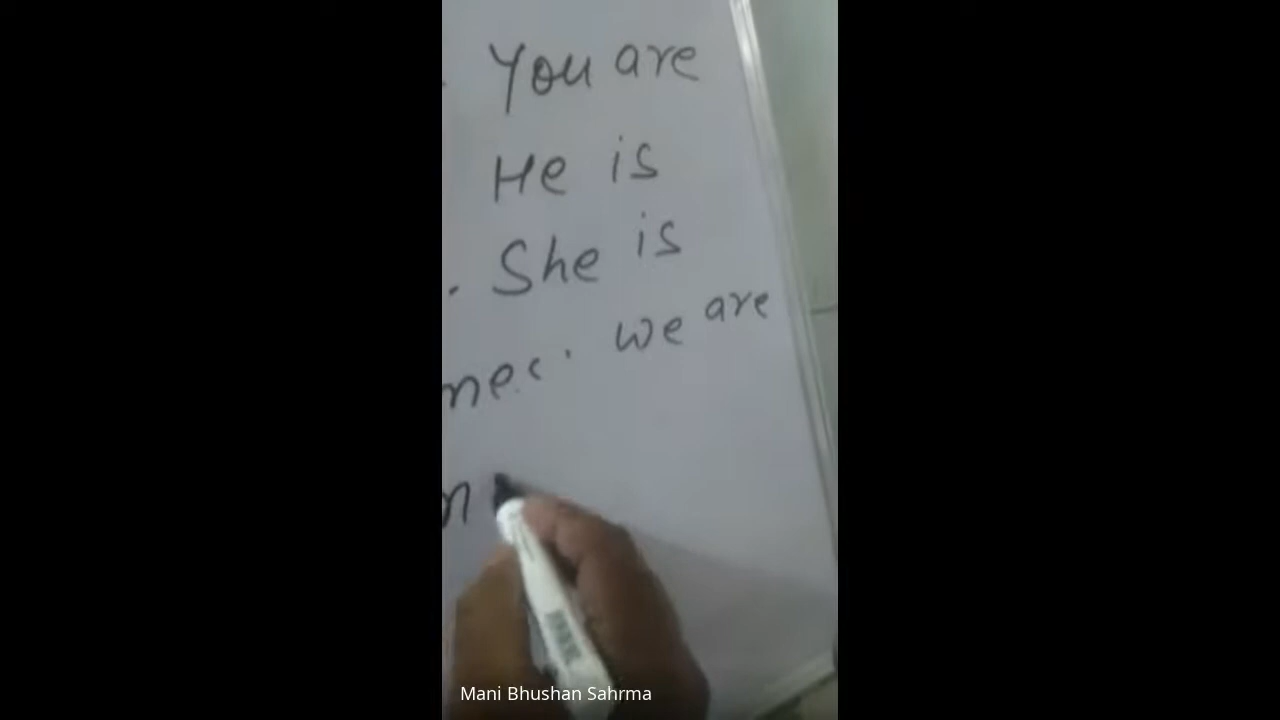 You are
He is
She is
we are
Mani Bhushan Sahrma